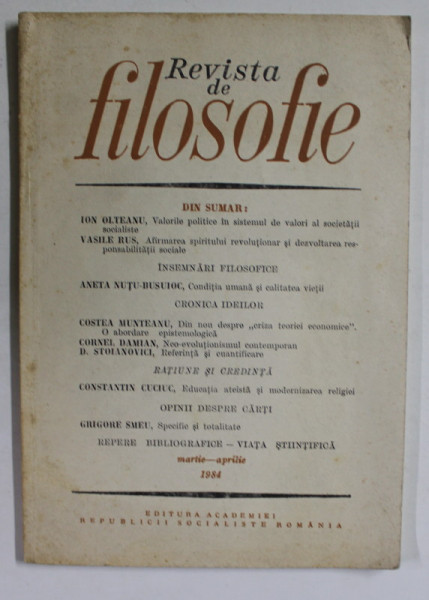 Revista
de
filosofie
DIN SUMAR:
ION OLTEANU, Valorile politice în sistemul de valori al societății
socialiste
VASILE RUS, Afirmarea spiritului revoluționar și dezvoltarea res-
ponsabilității sociale
ÎNSEMNĂRI FILOSOFICE
ANETA NUȚU-BUSUIOC, Condiția umană și calitatea vieții
CRONICA IDEILOR
COSTEA MUNTEANU, Din nou despre „criza teoriei economice".
O abordare epistemologică
CORNEL DAMIAN, Neo-evoluționismul contemporan
D. STOIANOVICI, Referință și cuantificare
RAȚIUNE ȘI CREDINȚĂ
CONSTANTIN CUCIUC, Educația ateistă și modernizarea religiei
OPINII DESPRE CĂRȚI
GRIGORE SMEU, Specific și totalitate
REPERE BIBLIOGRAFICE — VIAȚA ȘTIINȚIFICĂ
martie—aprilie
1984
EDITURA ACADEMIEI
REPUBLICII SOCIALISTE ROMÂNIA